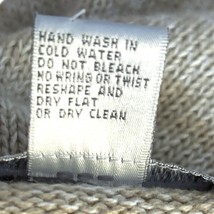 HAND WASH IN
COLD WATER
DO NOT BLEACH
NO WRING OR TWIST
RESHAPE AND
DRY FLAT
OR DRY CLEAN